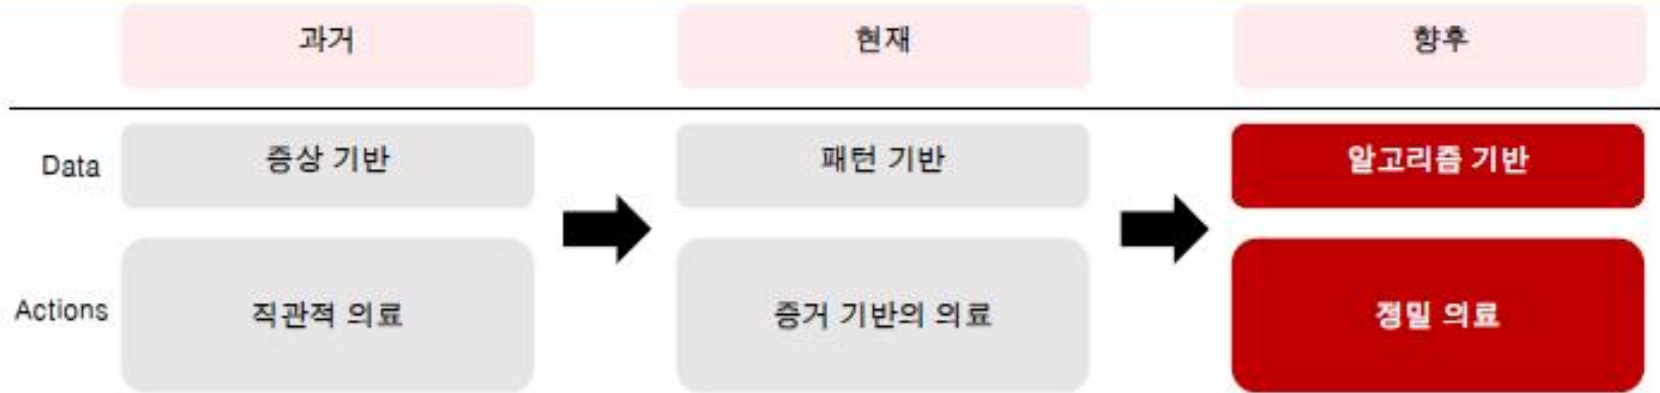 과거
현재
향후
Data
증상 기반
패턴 기반
알고리즘 기반
Actions
직관적 의료
증거 기반의 의료
정밀 의료